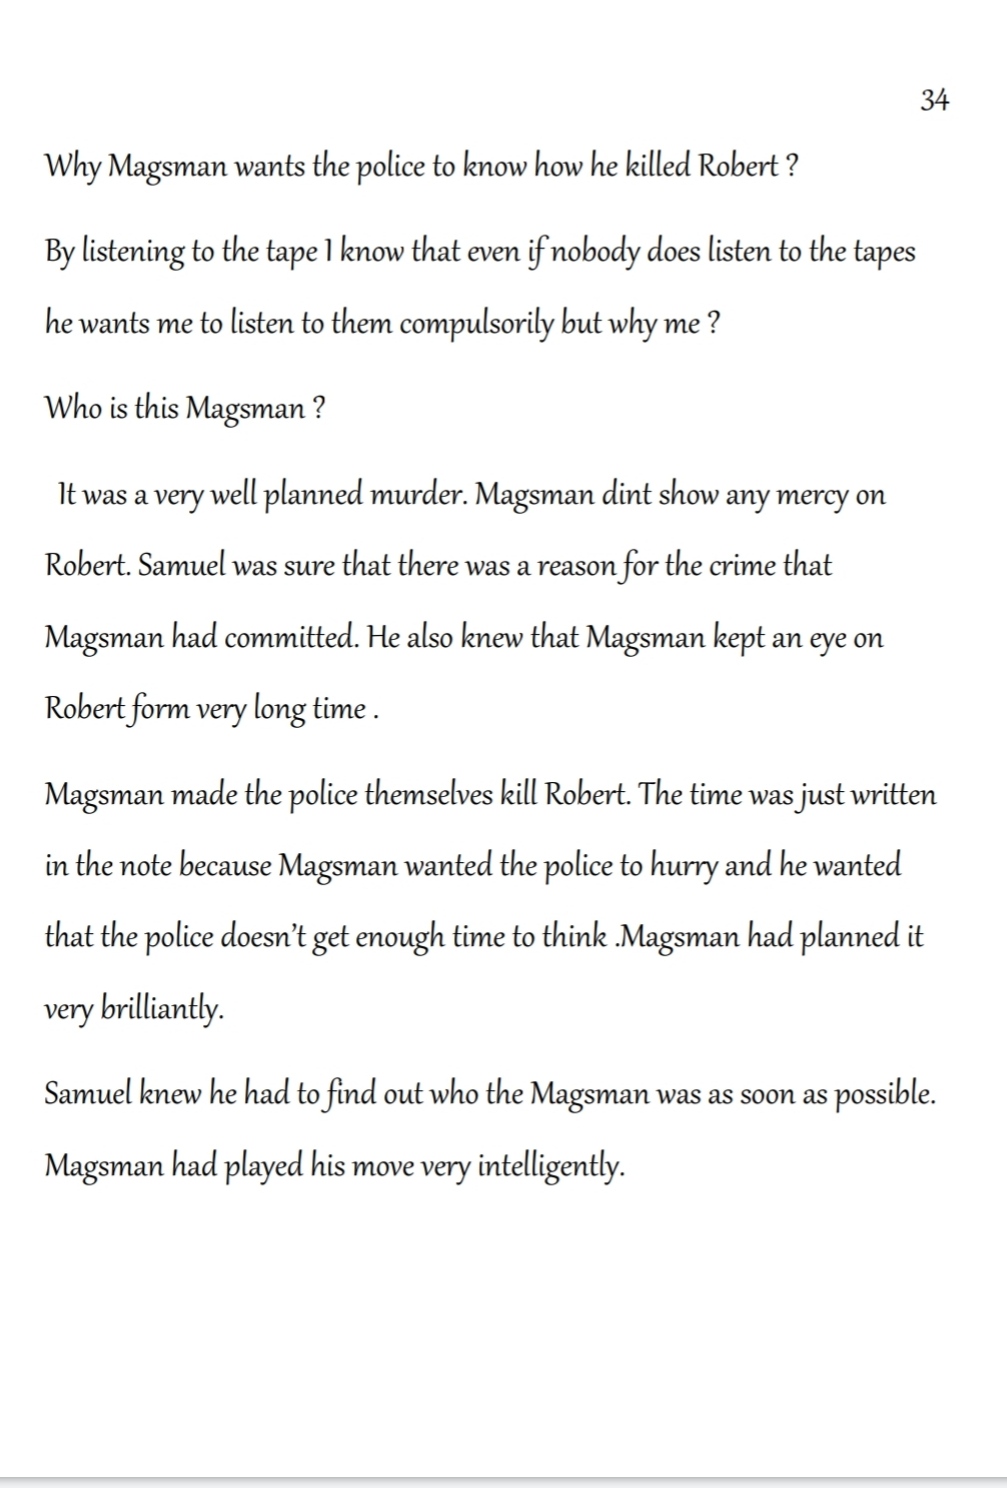 34
Why Magsman wants the police to know how he killed Robert ?
By listening to the tape I know that even if nobody does listen to the tapes
he wants me to listen to them compulsorily but why me ?
Who is this Magsman ?
It was a very well planned murder. Magsman dint show any mercy on
Robert. Samuel was sure that there was a reason for the crime that
Magsman had committed. He also knew that Magsman kept an eye on
Robert form very long time .
Magsman made the police themselves kill Robert. The time was just written
in the note because Magsman wanted the police to hurry and he wanted
that the police doesn’t get enough time to think .Magsman had planned it
very brilliantly.
Samuel knew he had to find out who the Magsman was as soon as possible.
Magsman had played his move very intelligently.